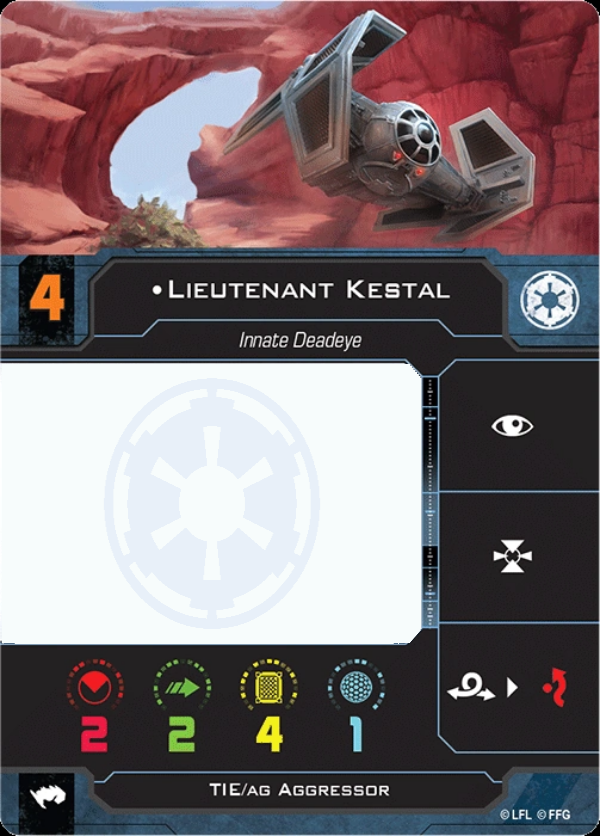 4
•Lieutenant Kestal
Innate Deadeye
2 2 4 1
TIE/ag Aggressor
© LFL © FFG